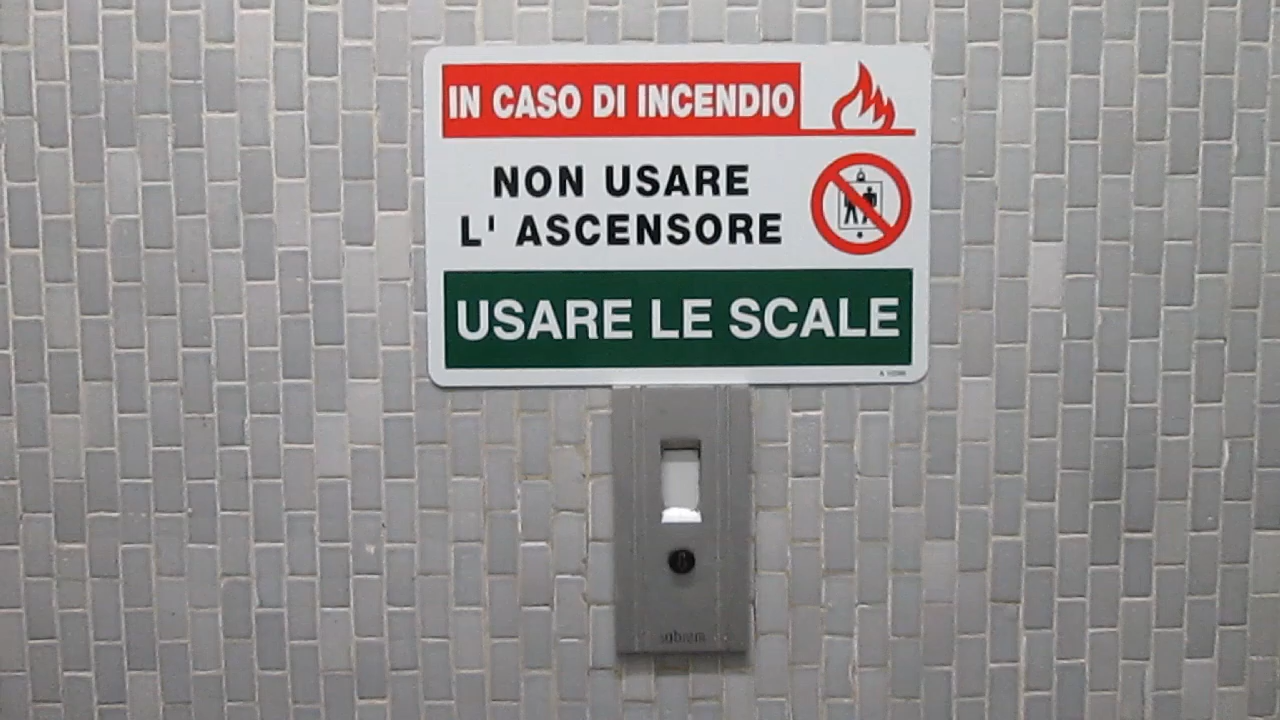 IN CASO DI INCENDIO
NON USARE
L' ASCENSORE
USARE LE SCALE